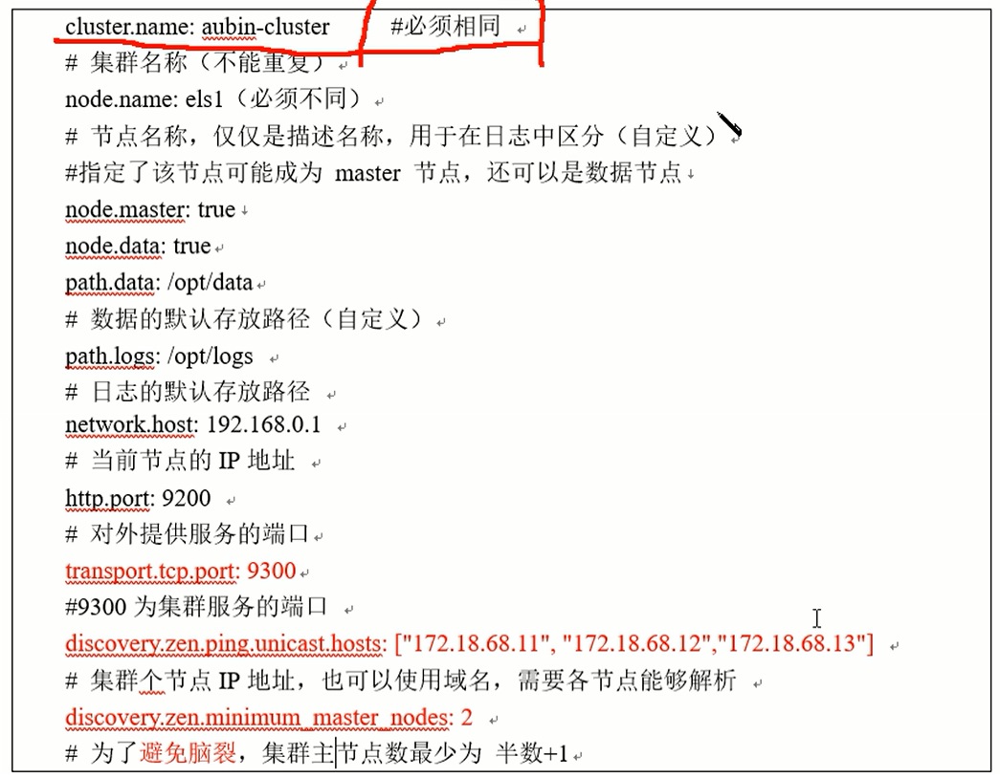 cluster.name: aubin-cluster #必须相同
# 集群名称（不能重复）
node.name: els1（必须不同）
# 节点名称，仅仅是描述名称，用于在日志中区分（自定义）
#指定了该节点可能成为 master 节点，还可以是数据节点
node.master: true
node.data: true
path.data: /opt/data
# 数据的默认存放路径（自定义）
path.logs: /opt/logs
# 日志的默认存放路径
network.host: 192.168.0.1
# 当前节点的 IP 地址
http.port: 9200
# 对外提供服务的端口
transport.tcp.port: 9300
#9300 为集群服务的端口
discovery.zen.ping.unicast.hosts: ["172.18.68.11", "172.18.68.12","172.18.68.13"]
# 集群个节点 IP 地址，也可以使用域名，需要各节点能够解析
discovery.zen.minimum_master_nodes: 2
# 为了避免脑裂，集群主节点数最少为 半数+1